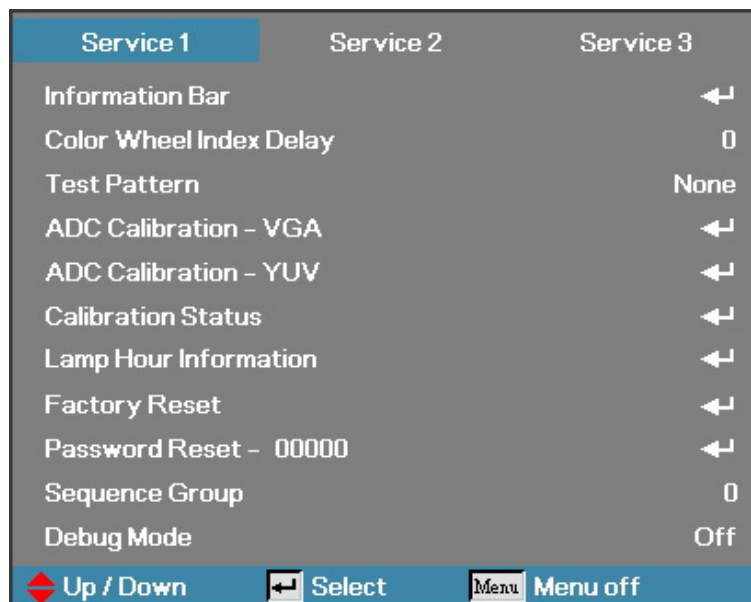 Service 1 Service 2 Service 3
Information Bar
Color Wheel Index Delay 0
Test Pattern None
ADC Calibration - VGA
ADC Calibration - YUV
Calibration Status
Lamp Hour Information
Factory Reset
Password Reset - 00000
Sequence Group 0
Debug Mode Off
Up / Down Select Menu Menu off